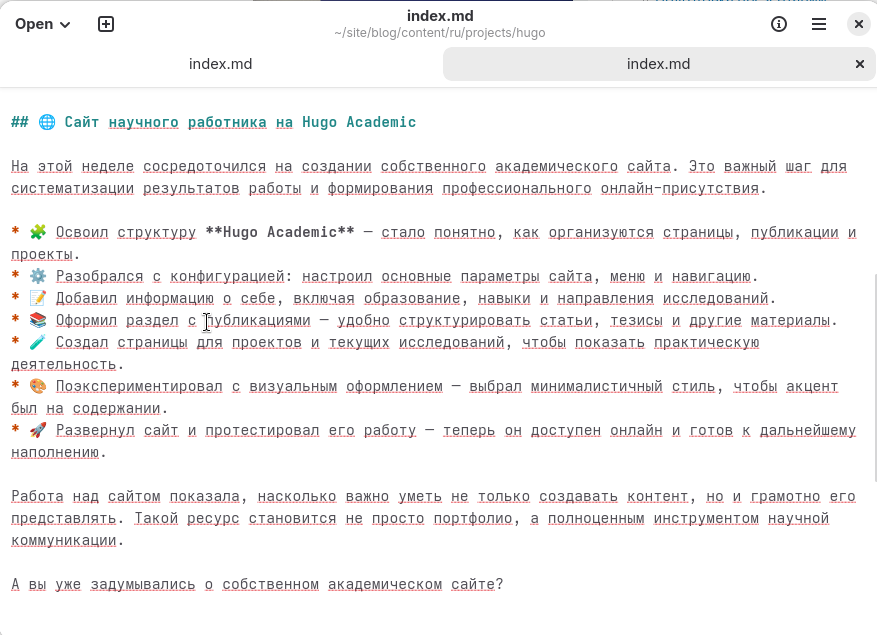 Open
index.md
~/site/blog/content/ru/projects/hugo
index.md
index.md
## 🌐 Сайт научного работника на Hugo Academic
На этой неделе сосредоточился на создании собственного академического сайта. Это важный шаг для
систематизации результатов работы и формирования профессионального онлайн-присутствия.
* 🧩 Освоил структуру **Hugo Academic** — стало понятно, как организуются страницы, публикации и
проекты.
* ⚙️ Разобрался с конфигурацией: настроил основные параметры сайта, меню и навигацию.
* 📝 Добавил информацию о себе, включая образование, навыки и направления исследований.
* 📚 Оформил раздел с публикациями — удобно структурировать статьи, тезисы и другие материалы.
* 🧪 Создал страницы для проектов и текущих исследований, чтобы показать практическую
деятельность.
* 🎨 Поэкспериментировал с визуальным оформлением — выбрал минималистичный стиль, чтобы акцент
был на содержании.
* 🚀 Развернул сайт и протестировал его работу — теперь он доступен онлайн и готов к дальнейшему
наполнению.
Работа над сайтом показала, насколько важно уметь не только создавать контент, но и грамотно его
представлять. Такой ресурс становится не просто портфолио, а полноценным инструментом научной
коммуникации.
А вы уже задумывались о собственном академическом сайте?